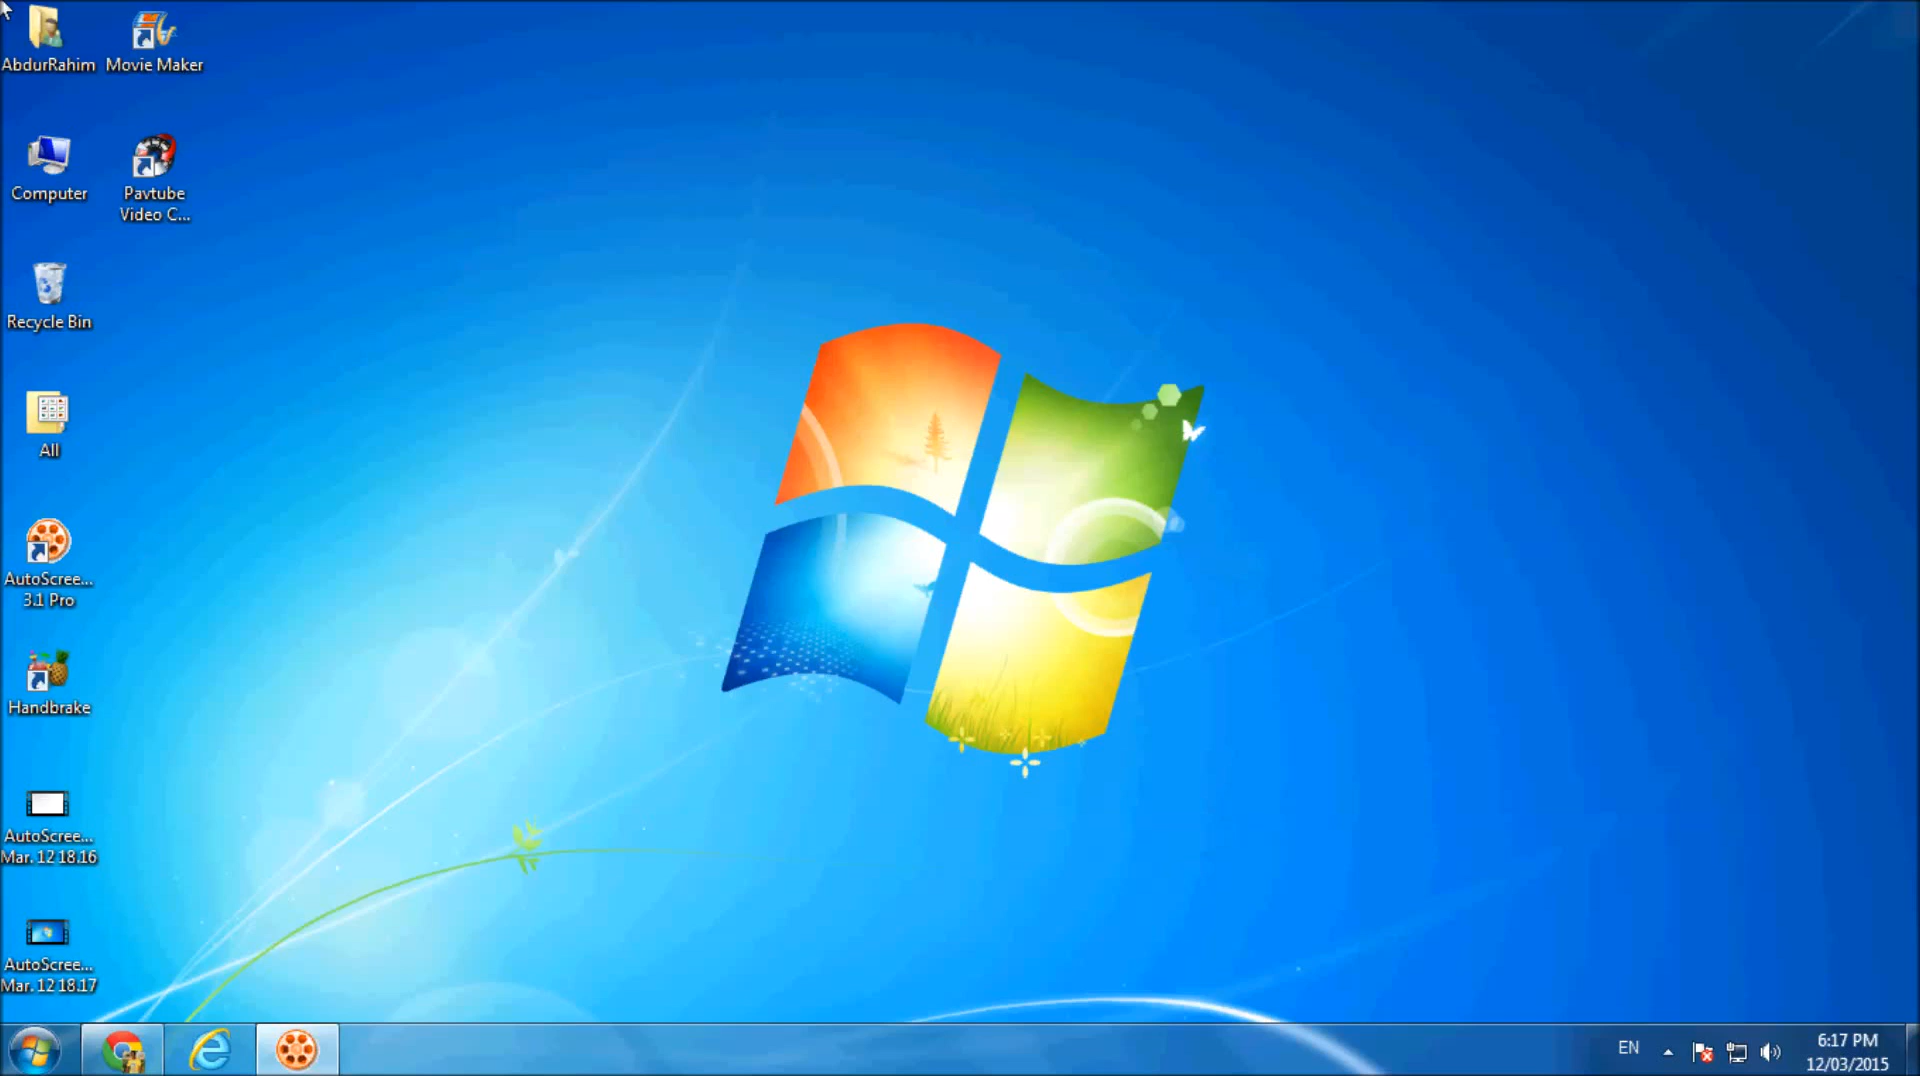 AbdurRahim
Movie Maker
Computer
Pavtube
Video C...
Recycle Bin
All
AutoScree...
3.1 Pro
Handbrake
AutoScree...
Mar. 12 18.16
AutoScree...
Mar. 12 18.17
EN
6:17 PM
12/03/2015